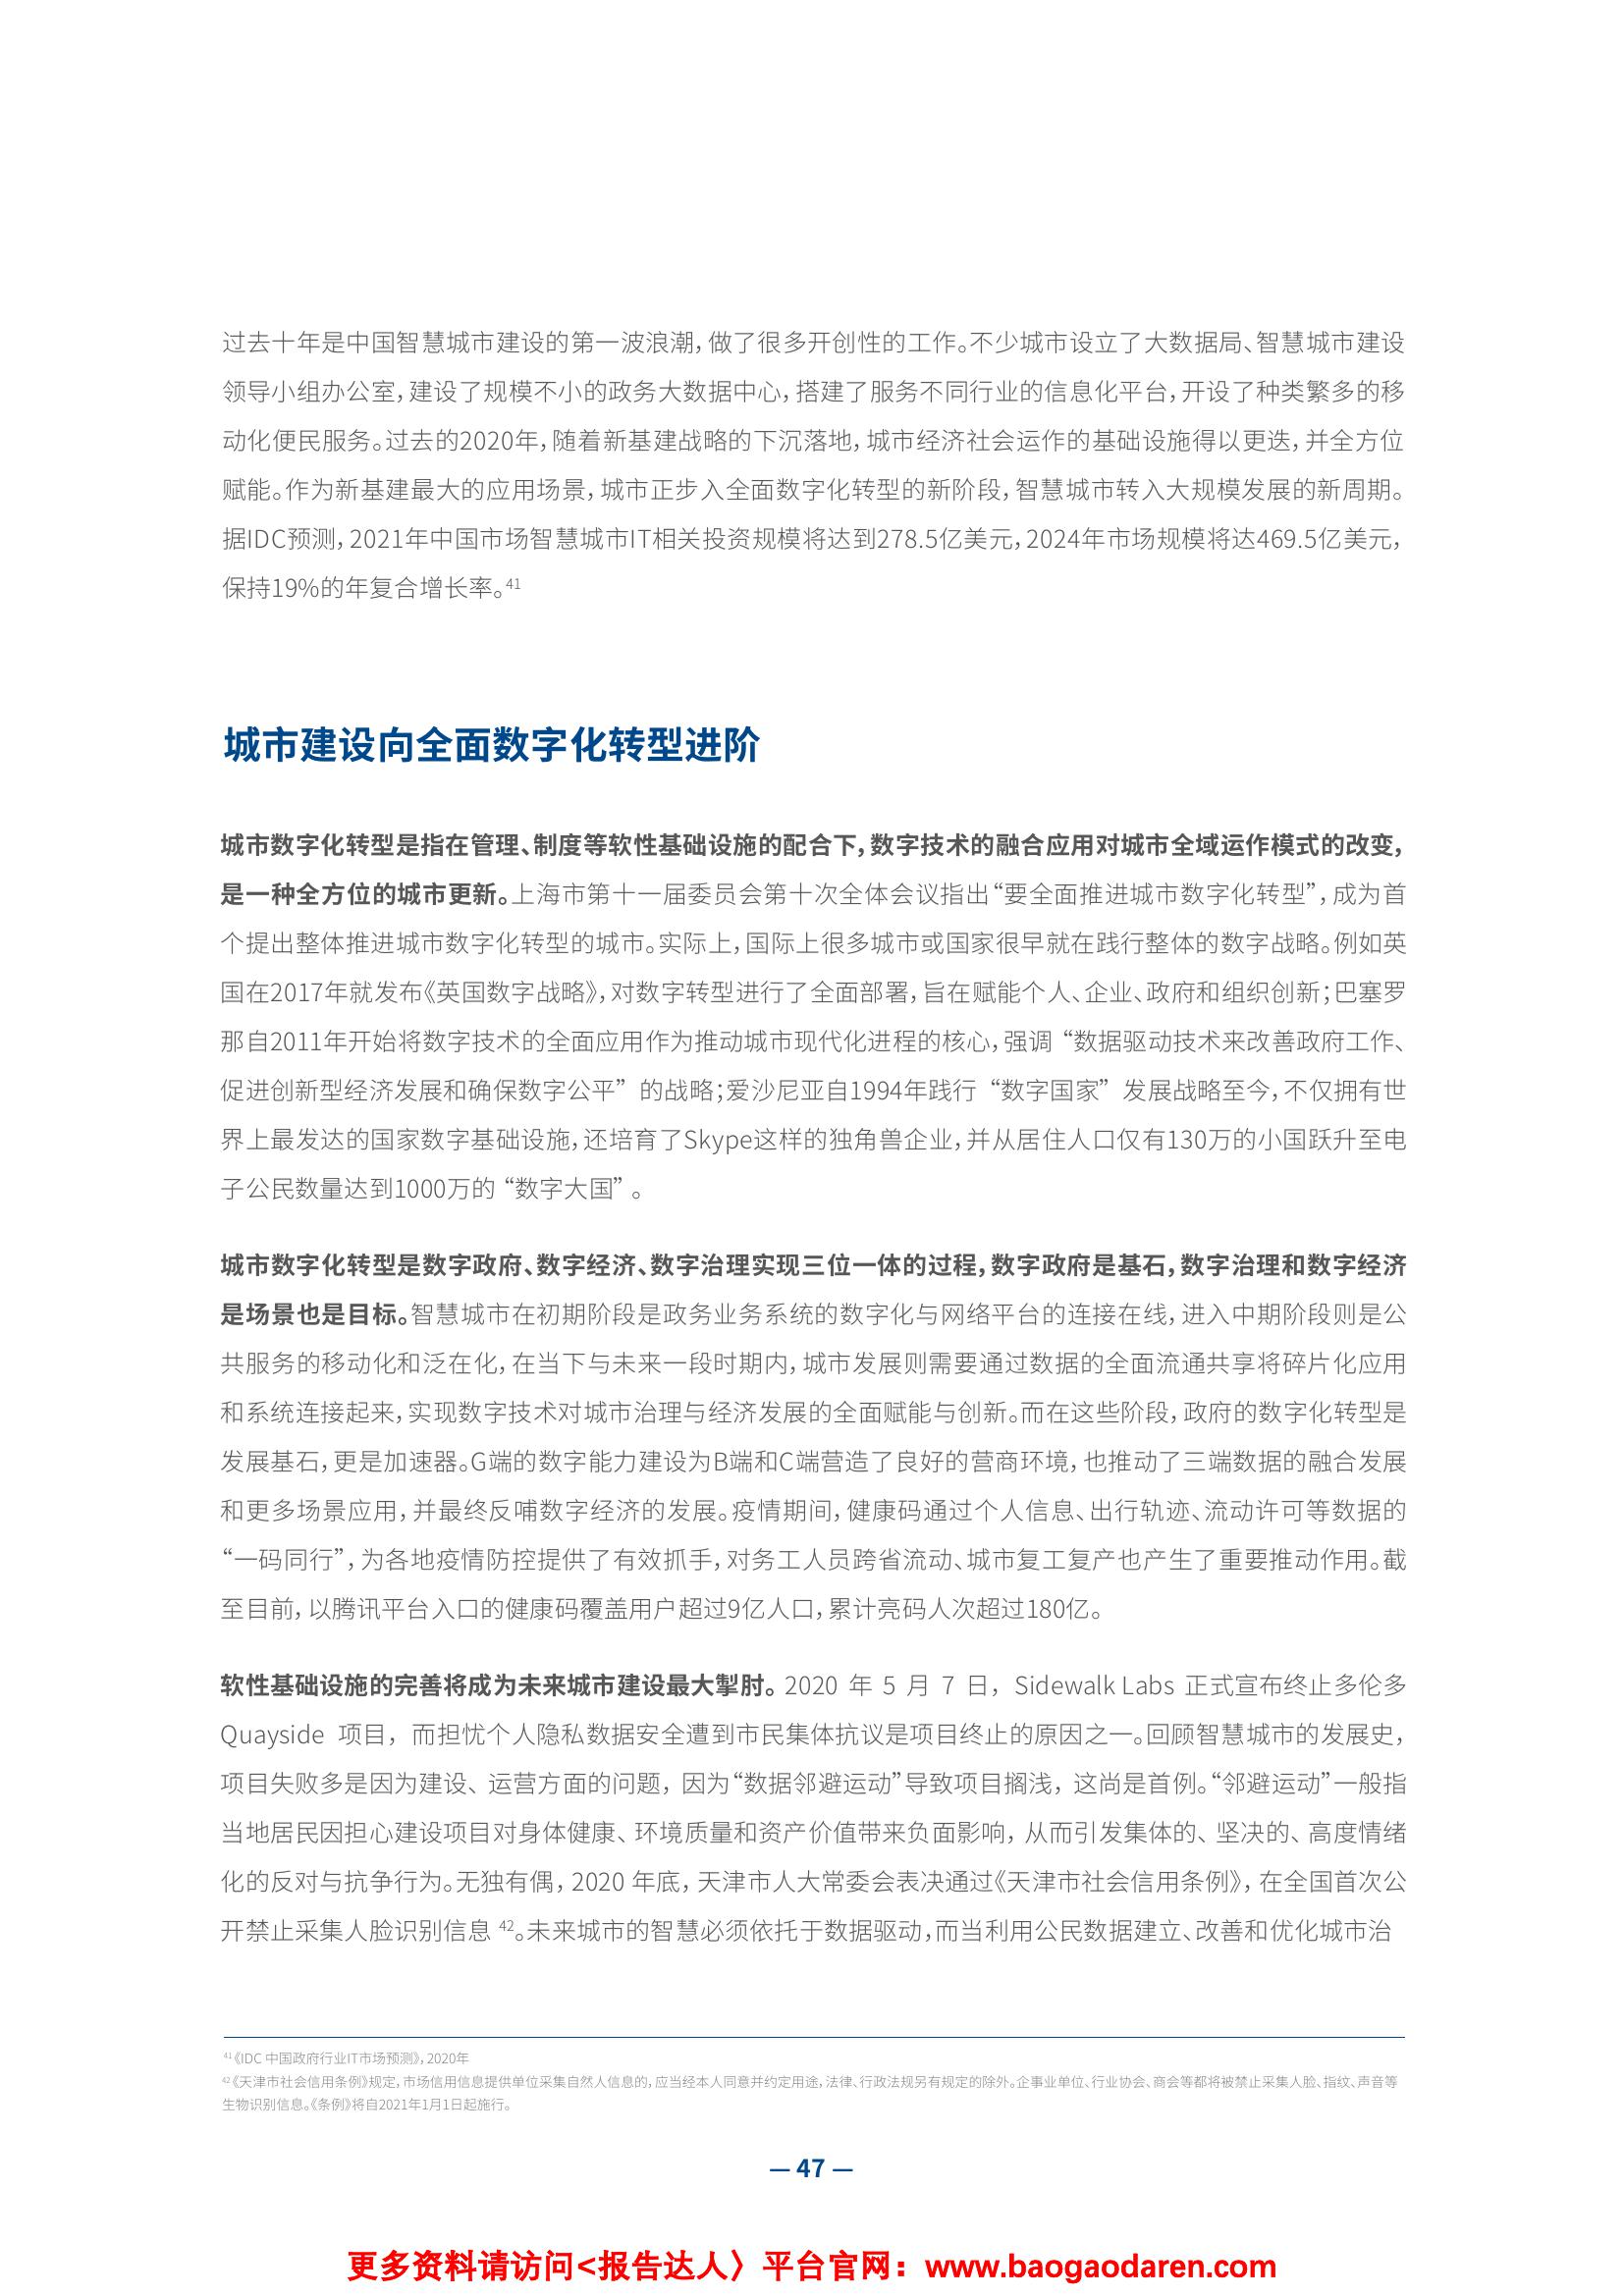 过去十年是中国智慧城市建设的第一波浪潮，做了很多开创性的工作。不少城市设立了大数据局、智慧城市建设
领导小组办公室，建设了规模不小的政务大数据中心，搭建了服务不同行业的信息化平台，开设了种类繁多的移
动化便民服务。过去的2020年，随着新基建战略的下沉落地，城市经济社会运作的基础设施得以更迭，并全方位
赋能。作为新基建最大的应用场景，城市正步入全面数字化转型的新阶段，智慧城市转入大规模发展的新周期。
据IDC预测，2021年中国市场智慧城市IT相关投资规模将达到278.5亿美元，2024年市场规模将达469.5亿美元，
保持19%的年复合增长率。41
城市建设向全面数字化转型进阶
城市数字化转型是指在管理、制度等软性基础设施的配合下，数字技术的融合应用对城市全域运作模式的改变，
是一种全方位的城市更新。上海市第十一届委员会第十次全体会议指出“要全面推进城市数字化转型”，成为首
个提出整体推进城市数字化转型的城市。实际上，国际上很多城市或国家很早就在践行整体的数字战略。例如英
国在2017年就发布《英国数字战略》，对数字转型进行了全面部署，旨在赋能个人、企业、政府和组织创新；巴塞罗
那自2011年开始将数字技术的全面应用作为推动城市现代化进程的核心，强调“数据驱动技术来改善政府工作、
促进创新型经济发展和确保数字公平”的战略；爱沙尼亚自1994年践行“数字国家”发展战略至今，不仅拥有世
界上最发达的国家数字基础设施，还培育了Skype这样的独角兽企业，并从居住人口仅有130万的小国跃升至电
子公民数量达到1000万的“数字大国”。
城市数字化转型是数字政府、数字经济、数字治理实现三位一体的过程，数字政府是基石，数字治理和数字经济
是场景也是目标。智慧城市在初期阶段是政务业务系统的数字化与网络平台的连接在线，进入中期阶段则是公
共服务的移动化和泛在化，在当下与未来一段时期内，城市发展则需要通过数据的全面流通共享将碎片化应用
和系统连接起来，实现数字技术对城市治理与经济发展的全面赋能与创新。而在这些阶段，政府的数字化转型是
发展基石，更是加速器。G端的数字能力建设为B端和C端营造了良好的营商环境，也推动了三端数据的融合发展
和更多场景应用，并最终反哺数字经济的发展。疫情期间，健康码通过个人信息、出行轨迹、流动许可等数据的
“一码同行”，为各地疫情防控提供了有效抓手，对务工人员跨省流动、城市复工复产也产生了重要推动作用。截
至目前，以腾讯平台入口的健康码覆盖用户超过9亿人口，累计亮码人次超过180亿。
软性基础设施的完善将成为未来城市建设最大掣肘。2020 年 5 月 7 日，Sidewalk Labs 正式宣布终止多伦多
Quayside 项目，而担忧个人隐私数据安全遭到市民集体抗议是项目终止的原因之一。回顾智慧城市的发展史，
项目失败多是因为建设、运营方面的问题，因为“数据邻避运动”导致项目搁浅，这尚是首例。“邻避运动”一般指
当地居民因担心建设项目对身体健康、环境质量和资产价值带来负面影响，从而引发集体的、坚决的、高度情绪
化的反对与抗争行为。无独有偶，2020 年底，天津市人大常委会表决通过《天津市社会信用条例》，在全国首次公
开禁止采集人脸识别信息 42。未来城市的智慧必须依托于数据驱动，而当利用公民数据建立、改善和优化城市治
41《IDC 中国政府行业IT市场预测》，2020年
42《天津市社会信用条例》规定，市场信用信息提供单位采集自然人信息的，应当经本人同意并约定用途，法律、行政法规另有规定的除外。企事业单位、行业协会、商会等都将被禁止采集人脸、指纹、声音等
生物识别信息。《条例》将自2021年1月1日起施行。
— 47 —
更多资料请访问<报告达人〉平台官网：www.baogaodaren.com